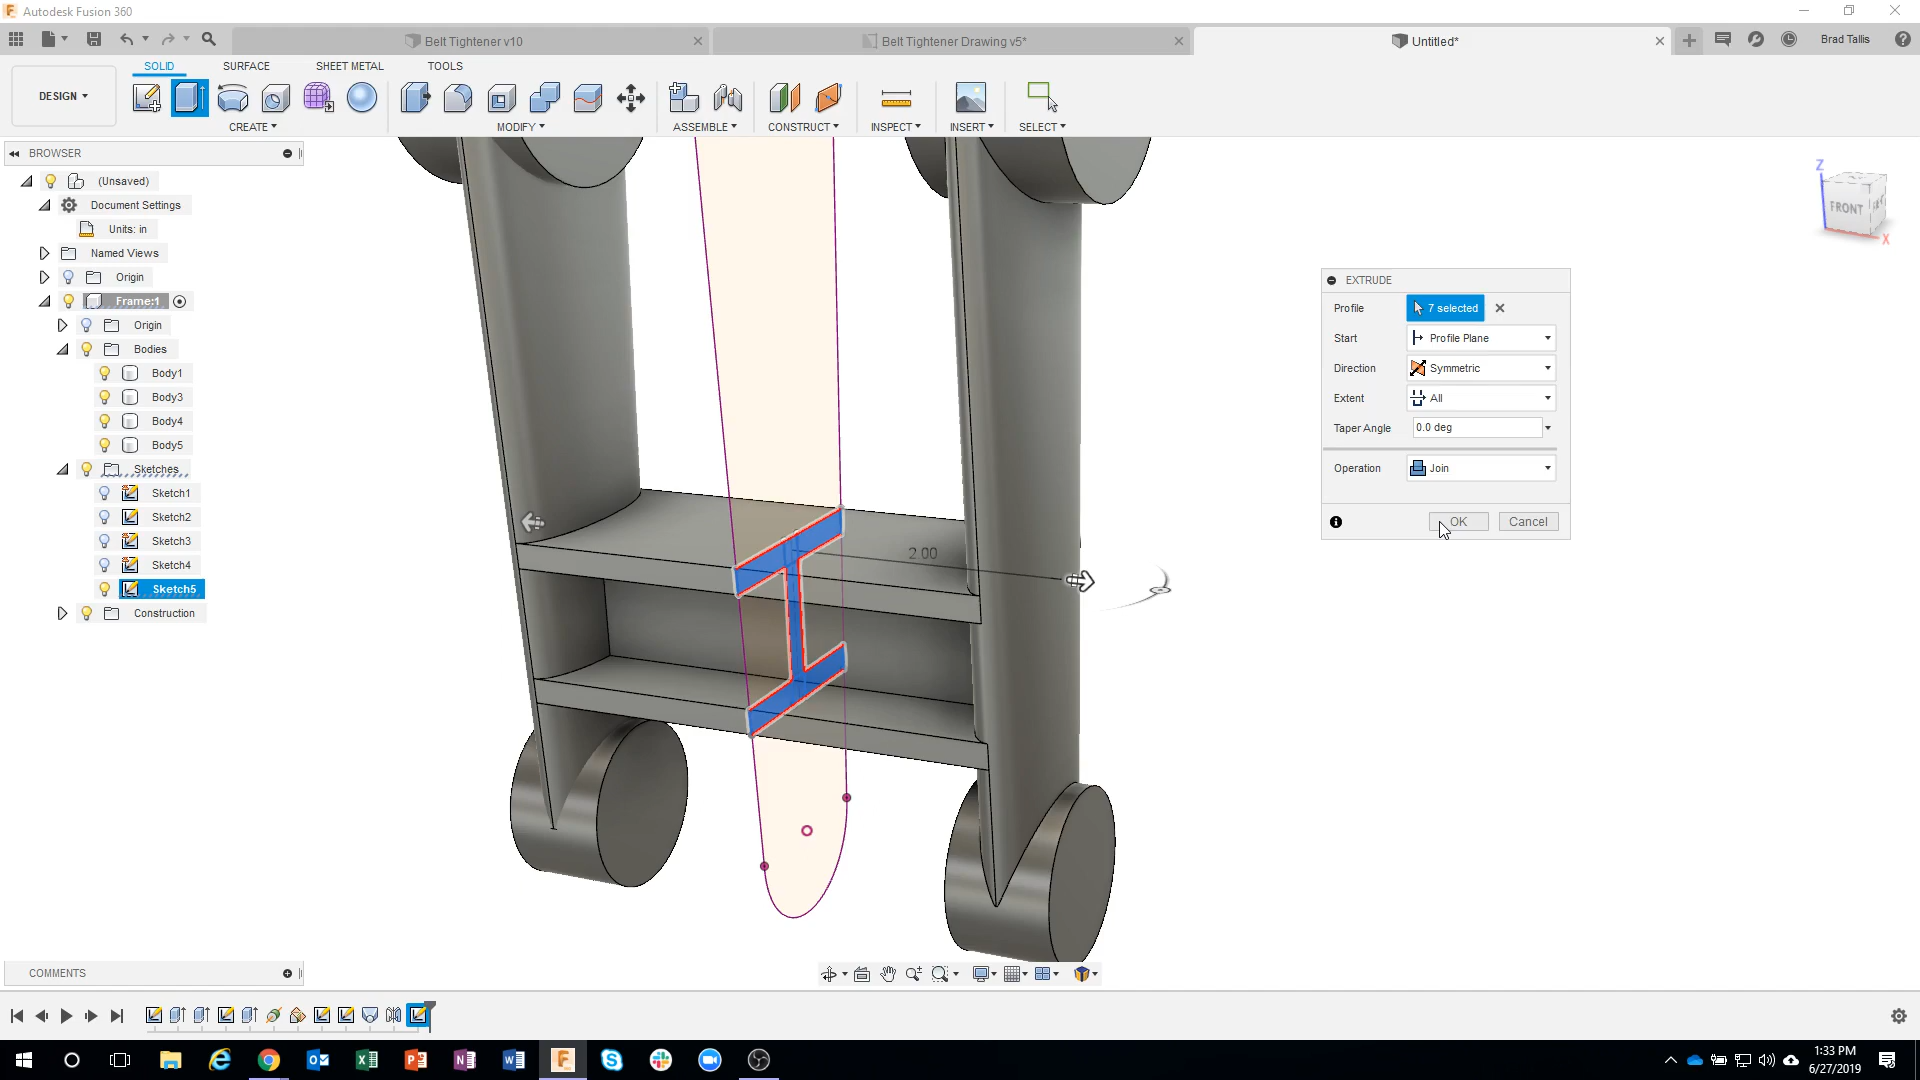 Autodesk Fusion 360
Belt Tightener v10
Belt Tightener Drawing v5*
Untitled*
Brad Tallis
DESIGN
SOLID
SURFACE
SHEET METAL
TOOLS
CREATE
MODIFY
ASSEMBLE
CONSTRUCT
INSPECT
INSERT
SELECT
BROWSER
(Unsaved)
Document Settings
Units: in
Named Views
Origin
Frame:1
Origin
Bodies
Body1
Body3
Body4
Body5
Sketches
Sketch1
Sketch2
Sketch3
Sketch4
Sketch5
Construction
2.00
Z
FRONT
X
EXTRUDE
Profile 7 selected
Start Profile Plane
Direction Symmetric
Extent All
Taper Angle 0.0 deg
Operation Join
OK Cancel
COMMENTS
1:33 PM
6/27/2019